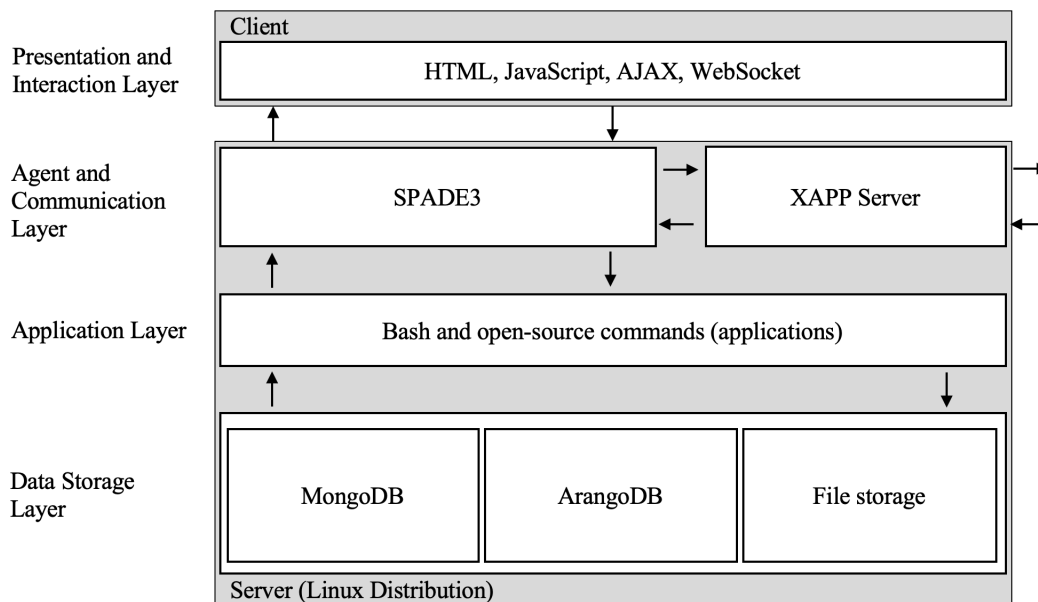 Client
Presentation and
Interaction Layer
HTML, JavaScript, AJAX, WebSocket
Agent and
Communication
Layer
SPADE3
XAPP Server
Application Layer
Bash and open-source commands (applications)
Data Storage
Layer
MongoDB
ArangoDB
File storage
Server (Linux Distribution)